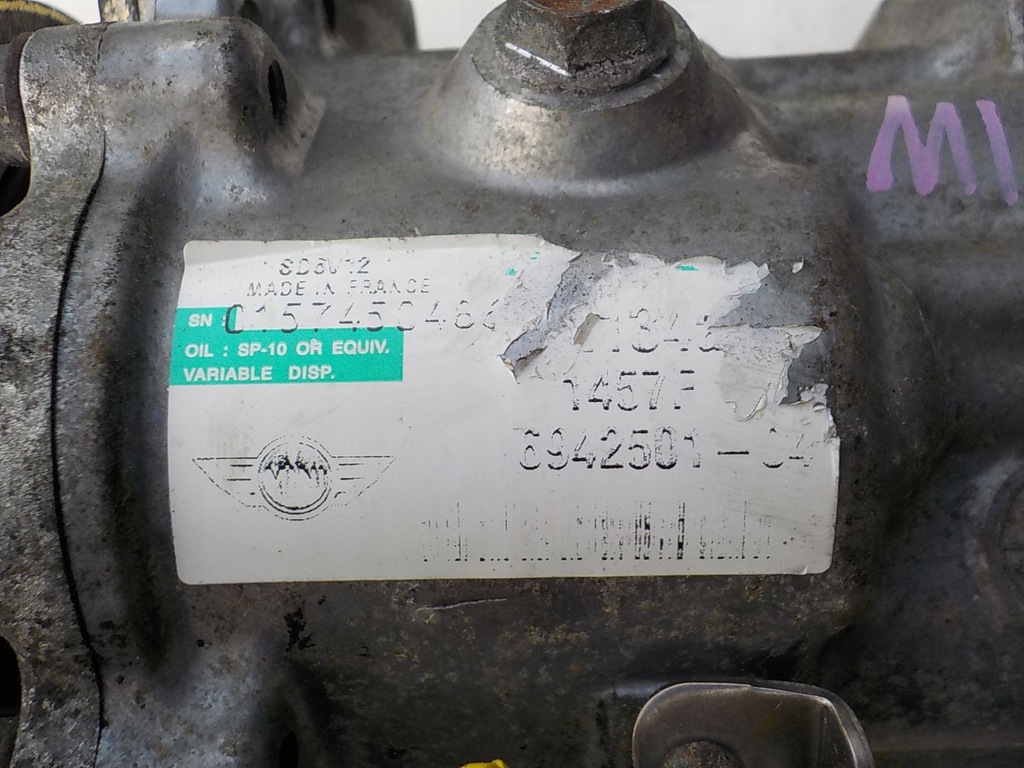 MI
SD6V12
MADE IN FRANCE
SN
OIL : SP-10 OR EQUIV.
VARIABLE DISP.
1457F
6942501-04